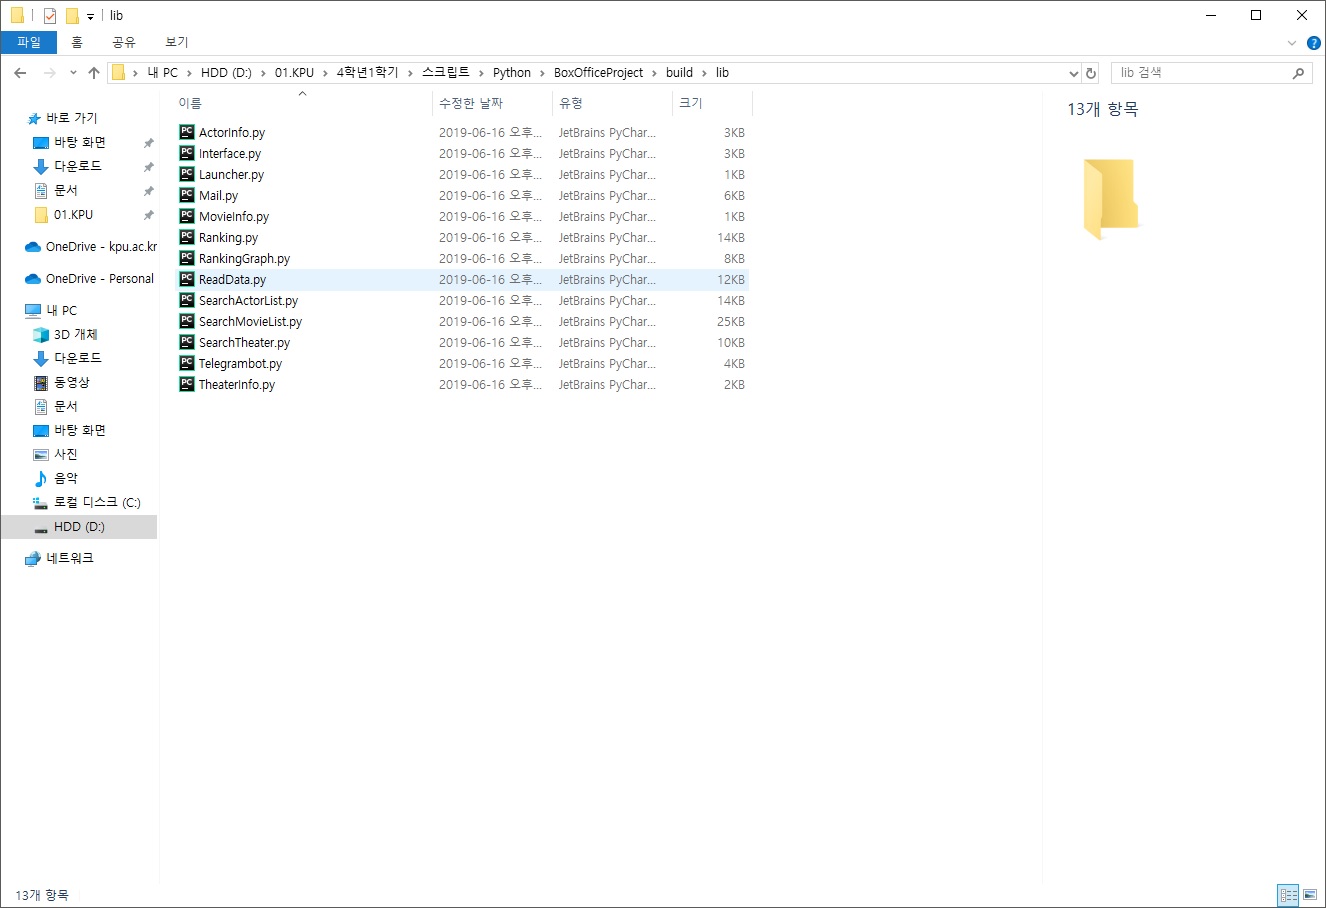 lib
파일 홈 공유 보기
내 PC > HDD (D:) > 01.KPU > 4학년1학기 > 스크립트 > Python > BoxOfficeProject > build > lib
lib 검색
바로 가기
바탕 화면
다운로드
문서
01.KPU
OneDrive - kpu.ac.kr
OneDrive - Personal
내 PC
3D 개체
다운로드
동영상
문서
바탕 화면
사진
음악
로컬 디스크 (C:)
HDD (D:)
네트워크
이름 수정한 날짜 유형 크기
ActorInfo.py 2019-06-16 오후... JetBrains PyChar... 3KB
Interface.py 2019-06-16 오후... JetBrains PyChar... 3KB
Launcher.py 2019-06-16 오후... JetBrains PyChar... 1KB
Mail.py 2019-06-16 오후... JetBrains PyChar... 6KB
MovieInfo.py 2019-06-16 오후... JetBrains PyChar... 1KB
Ranking.py 2019-06-16 오후... JetBrains PyChar... 14KB
RankingGraph.py 2019-06-16 오후... JetBrains PyChar... 8KB
ReadData.py 2019-06-16 오후... JetBrains PyChar... 12KB
SearchActorList.py 2019-06-16 오후... JetBrains PyChar... 14KB
SearchMovieList.py 2019-06-16 오후... JetBrains PyChar... 25KB
SearchTheater.py 2019-06-16 오후... JetBrains PyChar... 10KB
Telegrambot.py 2019-06-16 오후... JetBrains PyChar... 4KB
TheaterInfo.py 2019-06-16 오후... JetBrains PyChar... 2KB
13개 항목
13개 항목